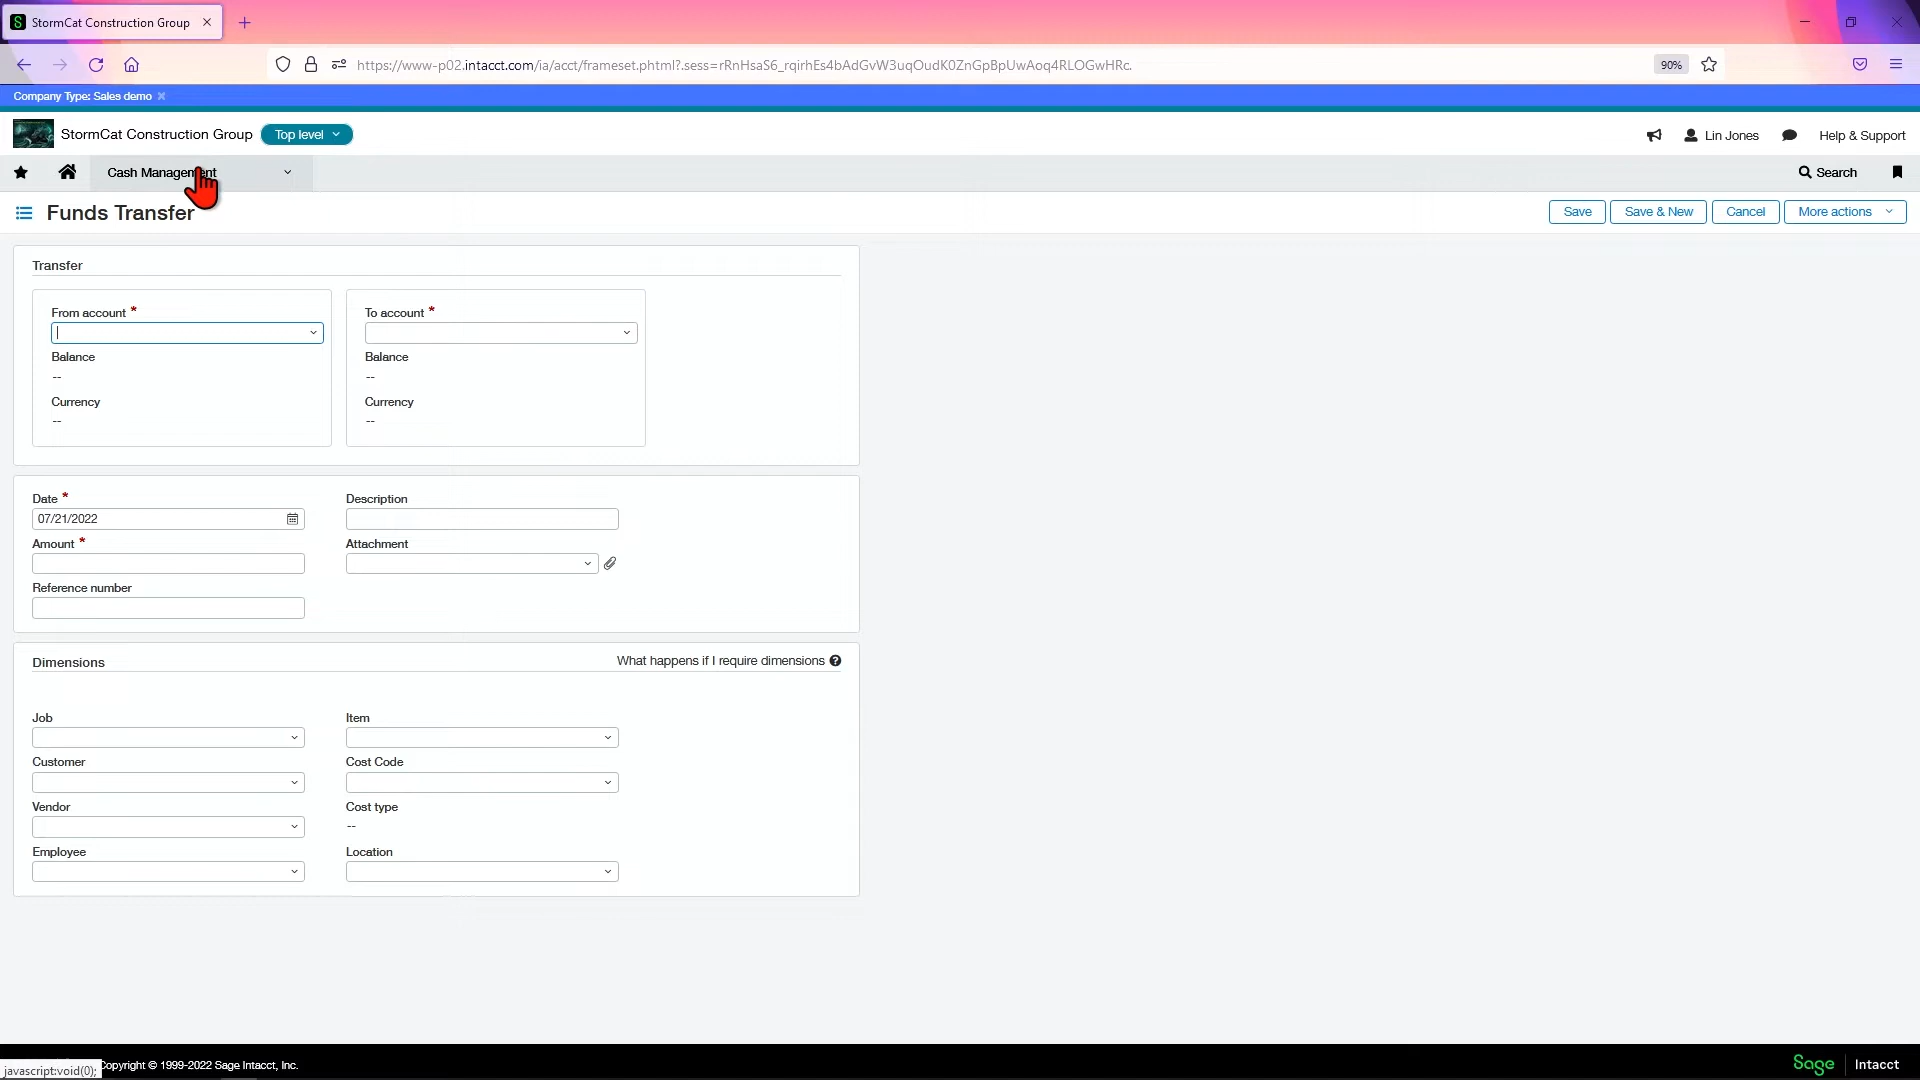 StormCat Construction Group
https://www-p02.intacct.com/ia/acct/frameset.phtml?.sess=rRnHsaS6_rqirhEs4bAdGvW3uqOudK0ZnGpBpUwAoq4RLOGwHRc.
90%
Company Type: Sales demo
StormCat Construction Group
Top level
Lin Jones
Help & Support
Cash Management
Search
Funds Transfer
Save
Save & New
Cancel
More actions
Transfer
From account *
To account *
Balance
Balance
--
--
Currency
Currency
--
--
Date *
Description
07/21/2022
Amount *
Attachment
Reference number
Dimensions
What happens if I require dimensions
Job
Item
Customer
Cost Code
Vendor
Cost type
--
Employee
Location
javascript:void(0);
Copyright © 1999-2022 Sage Intacct, Inc.
Sage
Intacct